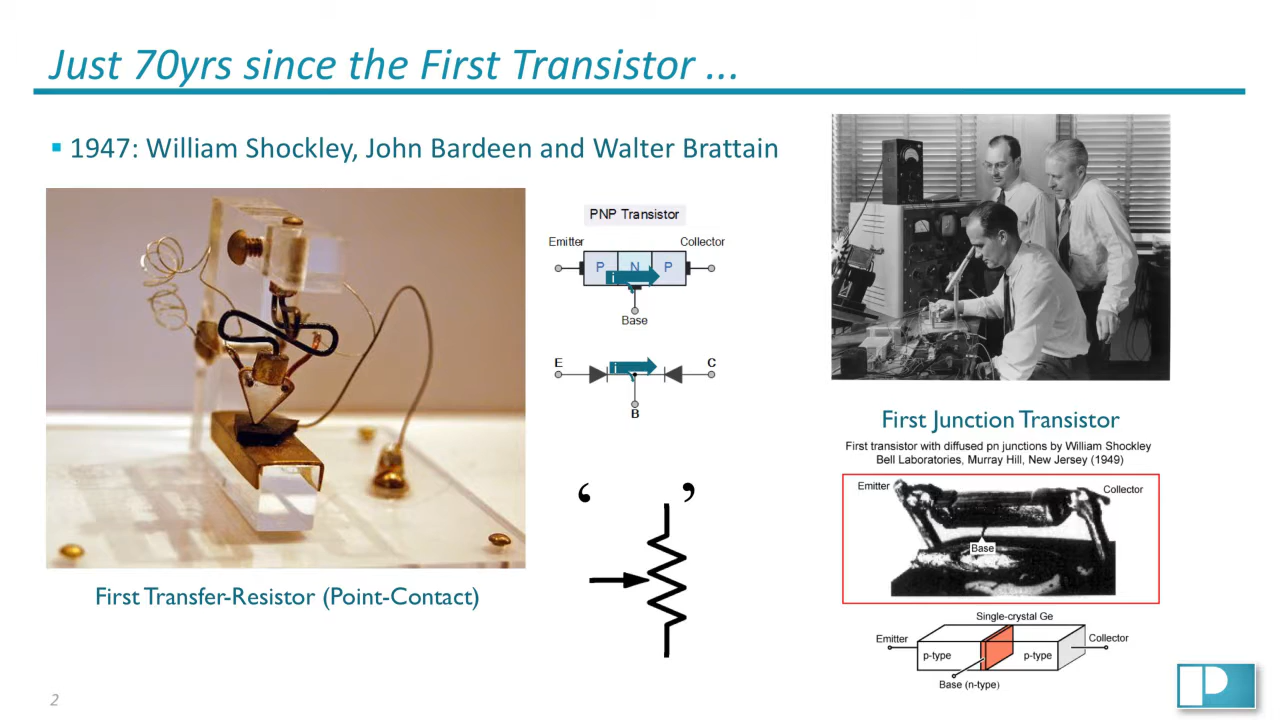 Just 70yrs since the First Transistor ...
1947: William Shockley, John Bardeen and Walter Brattain
PNP Transistor
Emitter
Collector
P
N
P
i
Base
E
i
C
B
‘ ’
First Transfer-Resistor (Point-Contact)
First Junction Transistor
First transistor with diffused pn junctions by William Shockley
Bell Laboratories, Murray Hill, New Jersey (1949)
Emitter
Collector
Base
Single-crystal Ge
Emitter
Collector
p-type
p-type
Base (n-type)
2